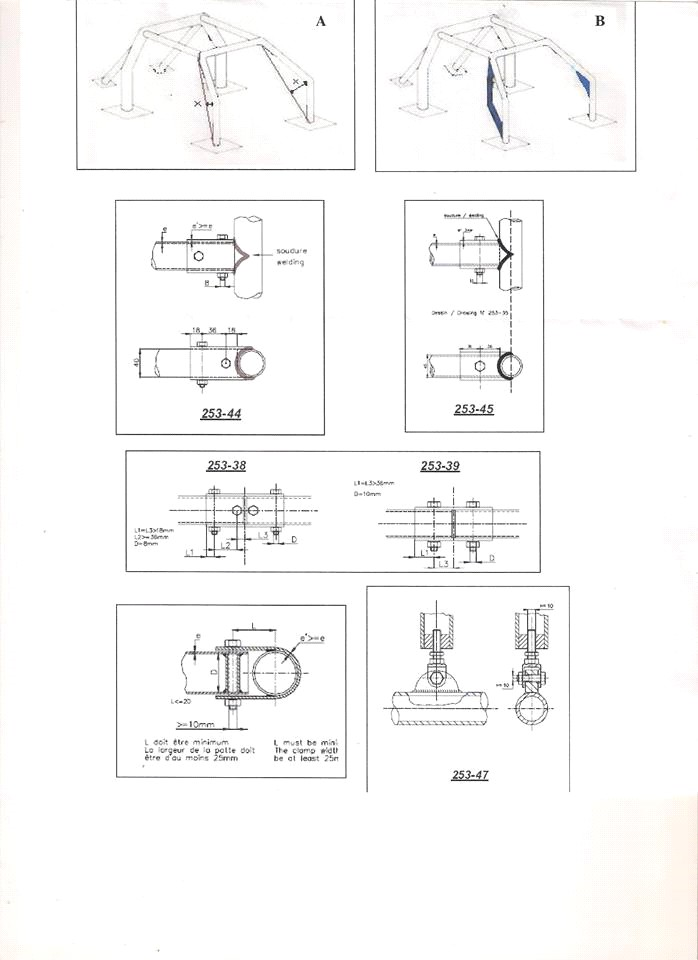 A
B
X
X
e
e'>=e
soudure
welding
B
18 36 18
40
253-44
soudure / welding
Dessin / Drawing N° 253-35
253-45
253-38
L1=L3>18mm
L2>= 36mm
D=8mm
L1
L2
L3
D
253-39
L1=L3>36mm
D=10mm
L1
L3
D
L
e
e'>=e
D
L<=20
>=10mm
L doit être minimum
La largeur de la patte doit
être d'au moins 25mm
L must be mini
The clamp width
be at least 25m
>= 10
253-47